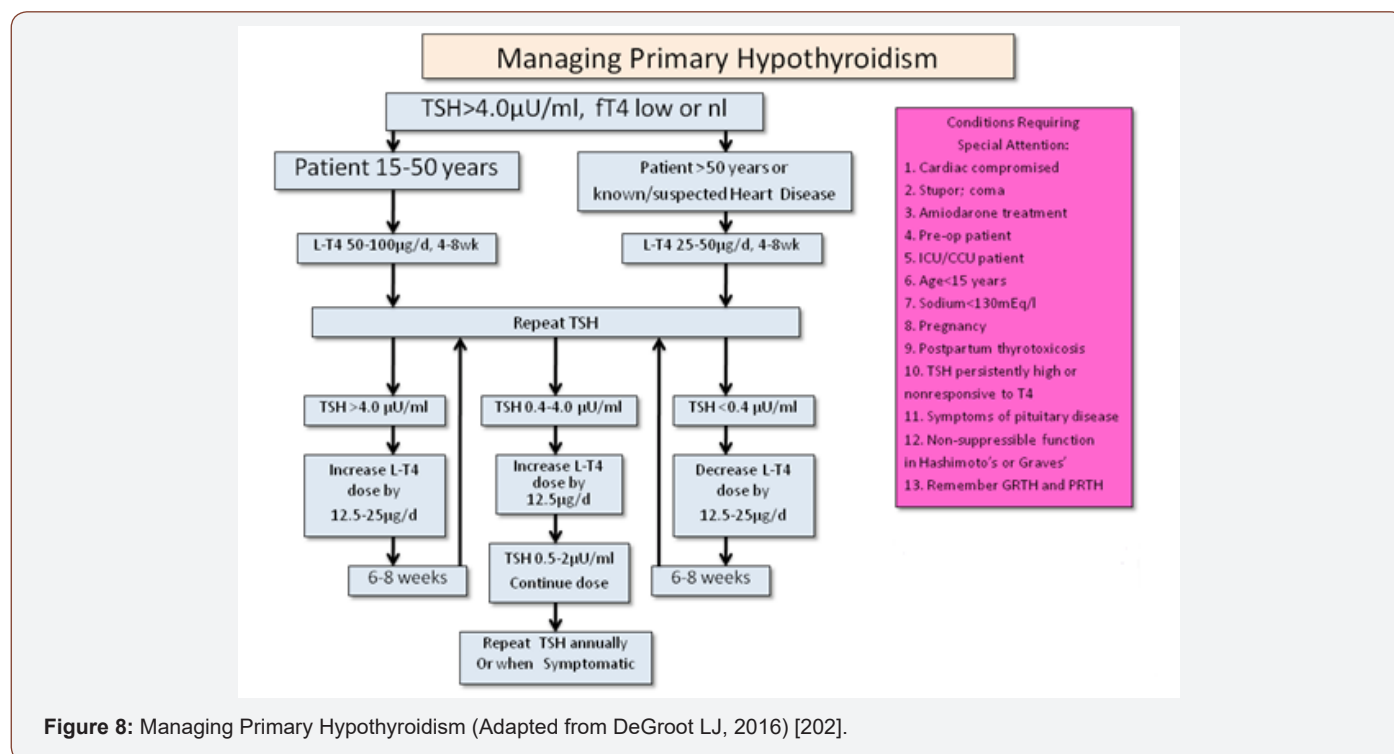 Managing Primary Hypothyroidism
TSH>4.0µU/ml, fT4 low or nl
Patient 15-50 years
Patient >50 years or
known/suspected Heart Disease
L-T4 50-100µg/d, 4-8wk
L-T4 25-50µg/d, 4-8wk
Repeat TSH
TSH >4.0 µU/ml
TSH 0.4-4.0 µU/ml
TSH <0.4 µU/ml
Increase L-T4
dose by
12.5-25µg/d
Increase L-T4
dose by
12.5µg/d
Decrease L-T4
dose by
12.5-25µg/d
6-8 weeks
TSH 0.5-2µU/ml
Continue dose
6-8 weeks
Repeat TSH annually
Or when Symptomatic
Conditions Requiring
Special Attention:
1. Cardiac compromised
2. Stupor; coma
3. Amiodarone treatment
4. Pre-op patient
5. ICU/CCU patient
6. Age<15 years
7. Sodium<130mEq/l
8. Pregnancy
9. Postpartum thyrotoxicosis
10. TSH persistently high or
nonresponsive to T4
11. Symptoms of pituitary disease
12. Non-suppressible function
in Hashimoto's or Graves'
13. Remember GRTH and PRTH
Figure 8: Managing Primary Hypothyroidism (Adapted from DeGroot LJ, 2016) [202].